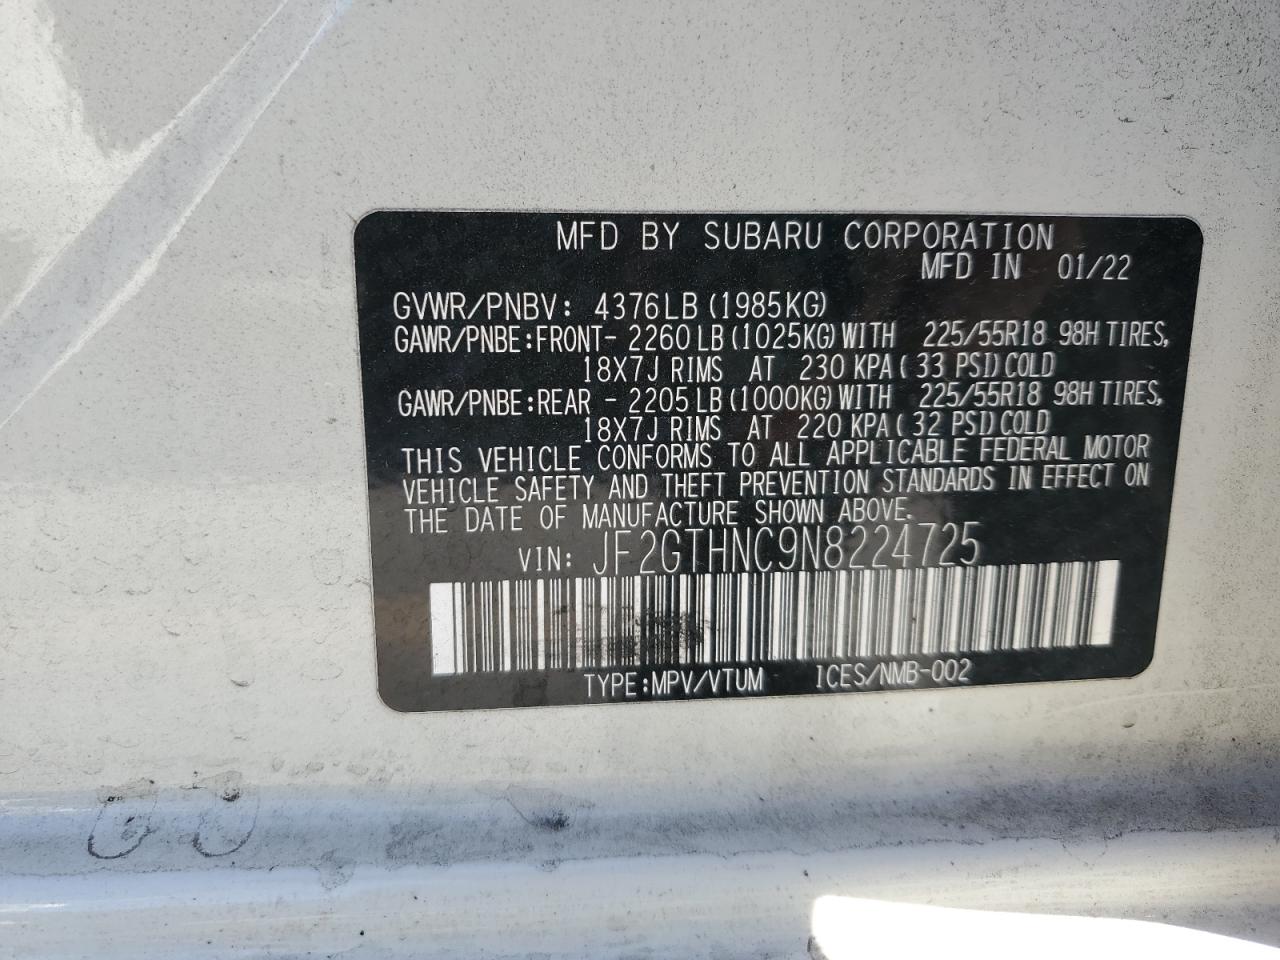 MFD BY SUBARU CORPORATION
MFD IN 01/22
GVWR/PNBV: 4376LB (1985KG)
GAWR/PNBE:FRONT- 2260 LB (1025KG) WITH 225/55R18 98H TIRES,
18X7J RIMS AT 230 KPA ( 33 PSI) COLD
GAWR/PNBE:REAR - 2205 LB (1000KG) WITH 225/55R18 98H TIRES,
18X7J RIMS AT 220 KPA ( 32 PSI) COLD
THIS VEHICLE CONFORMS TO ALL APPLICABLE FEDERAL MOTOR
VEHICLE SAFETY AND THEFT PREVENTION STANDARDS IN EFFECT ON
THE DATE OF MANUFACTURE SHOWN ABOVE.
VIN: JF2GTHNC9N8224725
TYPE:MPV/VTUM ICES/NMB-002